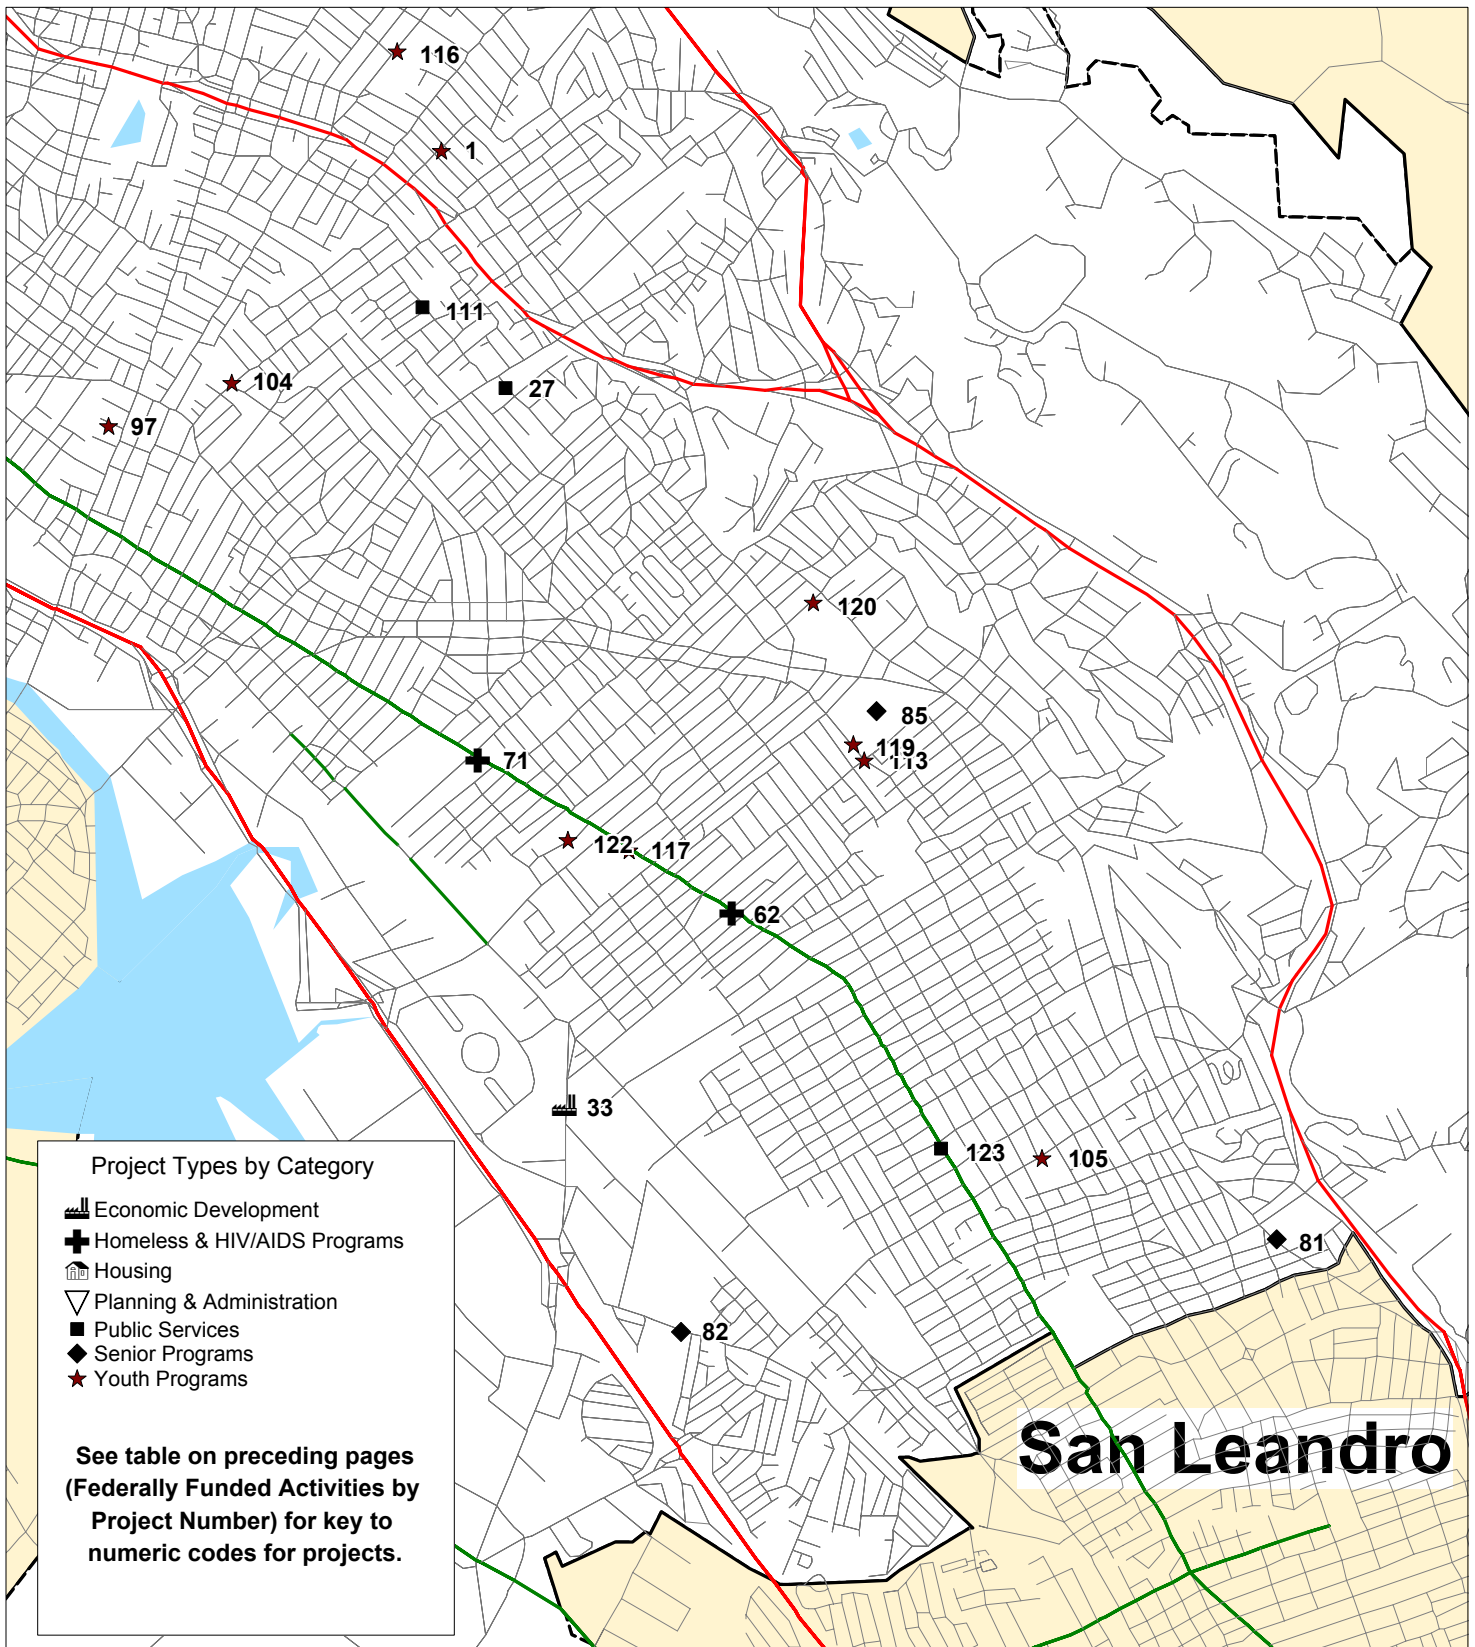 116
1
111
104
27
97
120
85
119
113
71
122
117
62
33
123
105
81
82
Project Types by Category
Economic Development
Homeless & HIV/AIDS Programs
Housing
Planning & Administration
Public Services
Senior Programs
Youth Programs
See table on preceding pages
(Federally Funded Activities by
Project Number) for key to
numeric codes for projects.
San Leandro